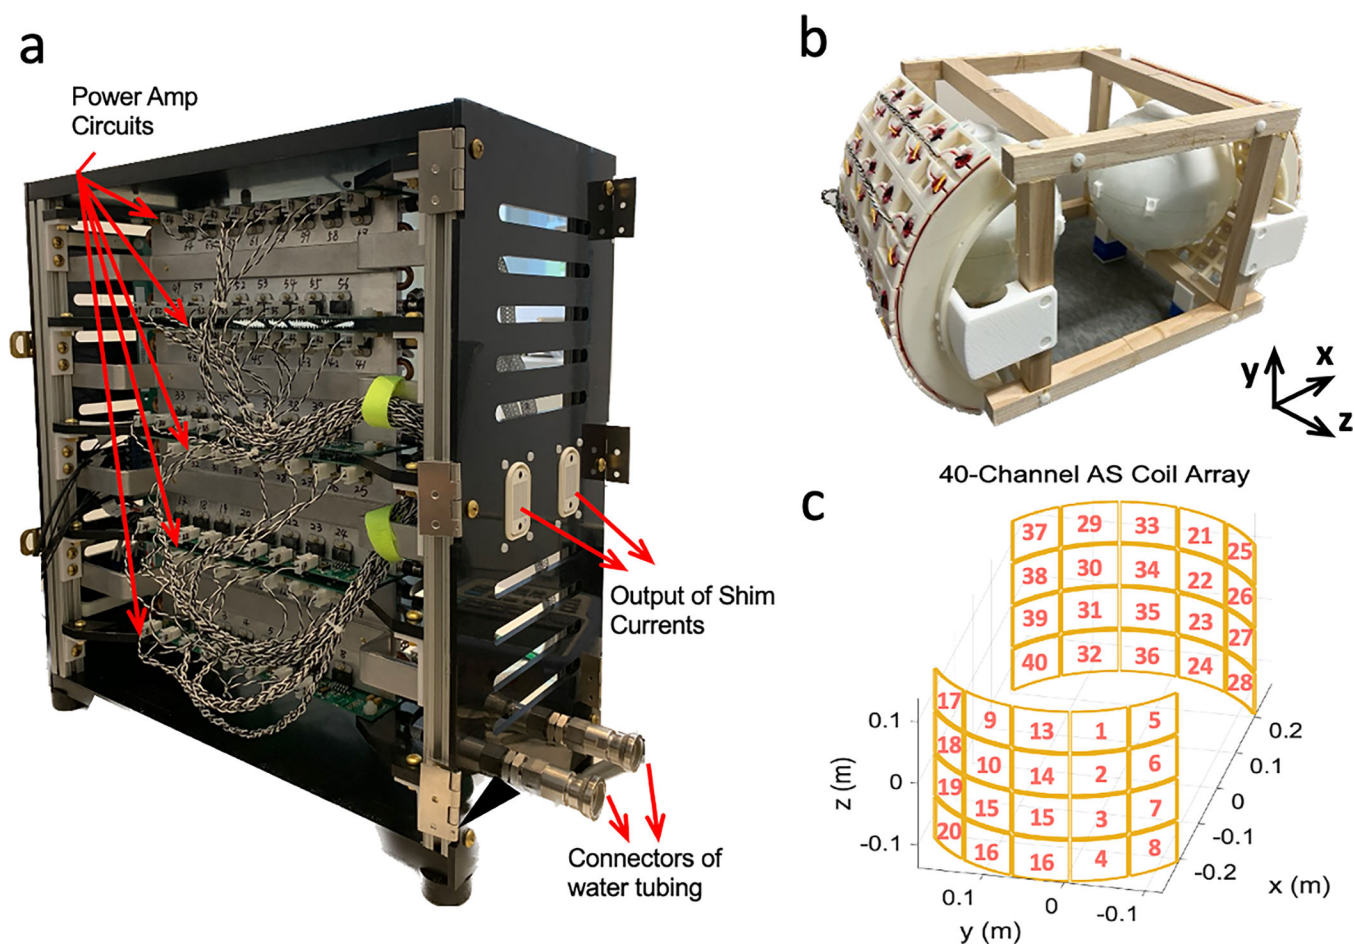 a
Power Amp
Circuits
Output of Shim
Currents
Connectors of
water tubing
b
y
x
z
40-Channel AS Coil Array
c
37 29 33 21 25
38 30 34 22 26
39 31 35 23 27
40 32 36 24 28
17 9 13 1 5
18 10 14 2 6
19 15 15 3 7
20 16 16 4 8
0.1
0
-0.1
z (m)
0.1
0
-0.1
y (m)
0.2
0.1
0
-0.1
-0.2
x (m)